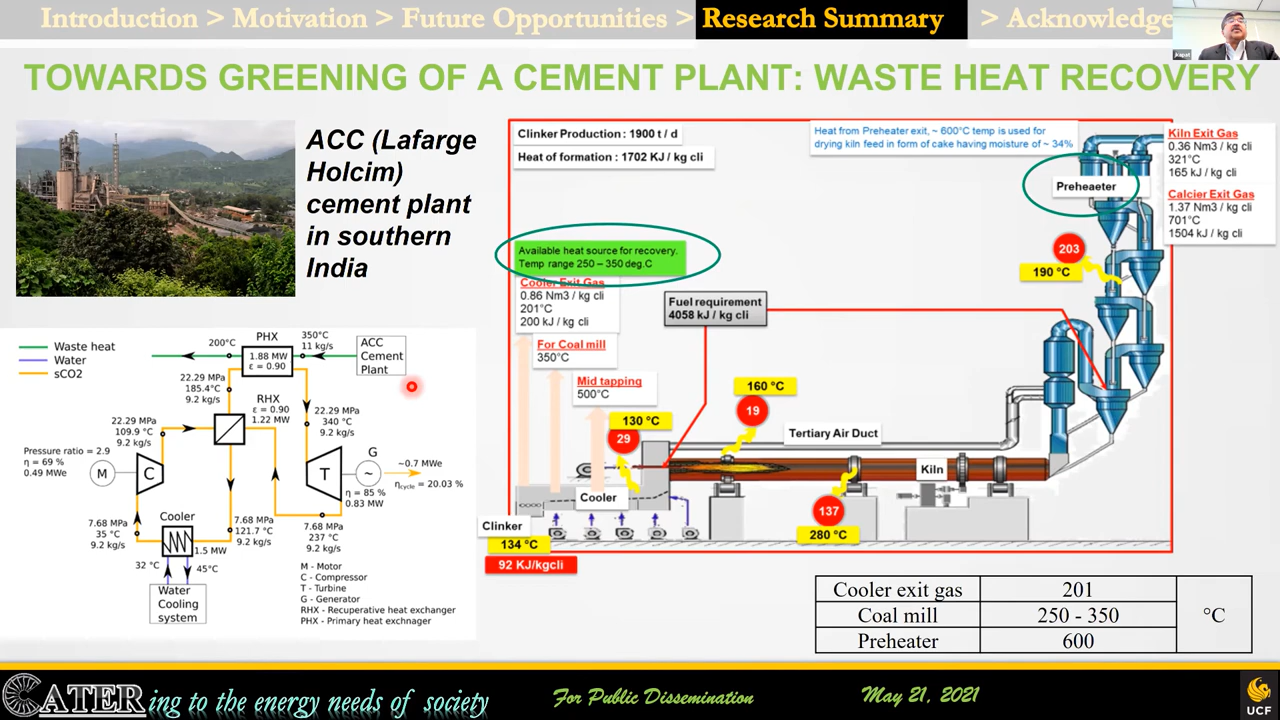 Introduction > Motivation > Future Opportunities > Research Summary > Acknowledge
jkapat
TOWARDS GREENING OF A CEMENT PLANT: WASTE HEAT RECOVERY
ACC (Lafarge
Holcim)
cement plant
in southern
India
Clinker Production : 1900 t / d
Heat of formation : 1702 KJ / kg cli
Heat from Preheater exit, ~ 600°C temp is used for
drying kiln feed in form of cake having moisture of ~ 34%
Kiln Exit Gas
0.36 Nm3 / kg cli
321°C
165 kJ / kg cli
Calcier Exit Gas
1.37 Nm3 / kg cli
701°C
1504 kJ / kg cli
Preheaeter
203
190 °C
Available heat source for recovery.
Temp range 250 – 350 deg.C
Cooler Exit Gas
0.86 Nm3 / kg cli
201°C
200 kJ / kg cli
Fuel requirement
4058 kJ / kg cli
For Coal mill
350°C
Mid tapping
500°C
130 °C
29
160 °C
19
Tertiary Air Duct
Kiln
Cooler
137
280 °C
Clinker
134 °C
92 KJ/kgcli
Waste heat
Water
sCO2
200°C
PHX
1.88 MW
ε = 0.90
350°C
11 kg/s
ACC
Cement
Plant
22.29 MPa
185.4°C
9.2 kg/s
RHX
ε = 0.90
1.22 MW
22.29 MPa
340 °C
9.2 kg/s
22.29 MPa
109.9 °C
9.2 kg/s
Pressure ratio = 2.9
η = 69 %
0.49 MWe
M
C
T
G
~
η = 85 %
0.83 MW
~0.7 MWe
ηcycle = 20.03 %
7.68 MPa
35 °C
9.2 kg/s
Cooler
1.5 MW
7.68 MPa
121.7 °C
9.2 kg/s
7.68 MPa
237 °C
9.2 kg/s
32 °C
45°C
Water
Cooling
system
M - Motor
C - Compressor
T - Turbine
G - Generator
RHX - Recuperative heat exchanger
PHX - Primary heat exchnager
Cooler exit gas 201 °C
Coal mill 250 - 350
Preheater 600
CATERing to the energy needs of society
For Public Dissemination
May 21, 2021
UCF